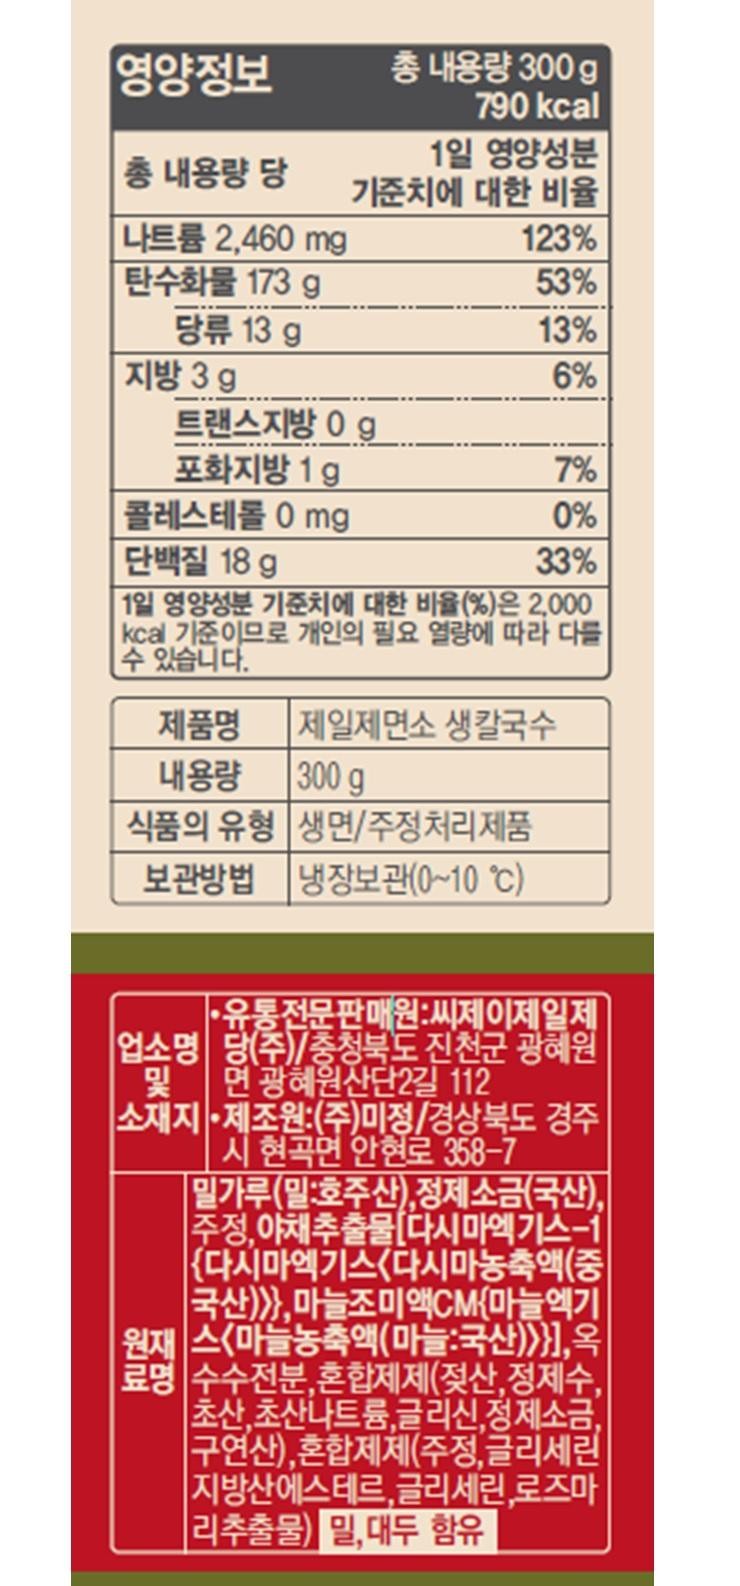 영양정보
총 내용량 300 g
790 kcal
총 내용량 당
1일 영양성분
기준치에 대한 비율
나트륨 2,460 mg 123%
탄수화물 173 g 53%
당류 13 g 13%
지방 3 g 6%
트랜스지방 0 g
포화지방 1 g 7%
콜레스테롤 0 mg 0%
단백질 18 g 33%
1일 영양성분 기준치에 대한 비율(%)은 2,000
kcal 기준이므로 개인의 필요 열량에 따라 다를
수 있습니다.
제품명 제일제면소 생칼국수
내용량 300 g
식품의 유형 생면/주정처리제품
보관방법 냉장보관(0~10 ℃)
업소명
및
소재지
•유통전문판매원:씨제이제일제
당(주)/충청북도 진천군 광혜원
면 광혜원산단2길 112
•제조원:(주)미정/경상북도 경주
시 현곡면 안현로 358-7
원재
료명
밀가루(밀:호주산),정제소금(국산),
주정,야채추출물[다시마엑기스-1
{다시마엑기스〈다시마농축액(중
국산)〉},마늘조미액CM{마늘엑기
스〈마늘농축액(마늘:국산)〉}],옥
수수전분,혼합제제(젖산,정제수,
초산,초산나트륨,글리신,정제소금,
구연산),혼합제제(주정,글리세린
지방산에스테르,글리세린,로즈마
리추출물) 밀,대두 함유